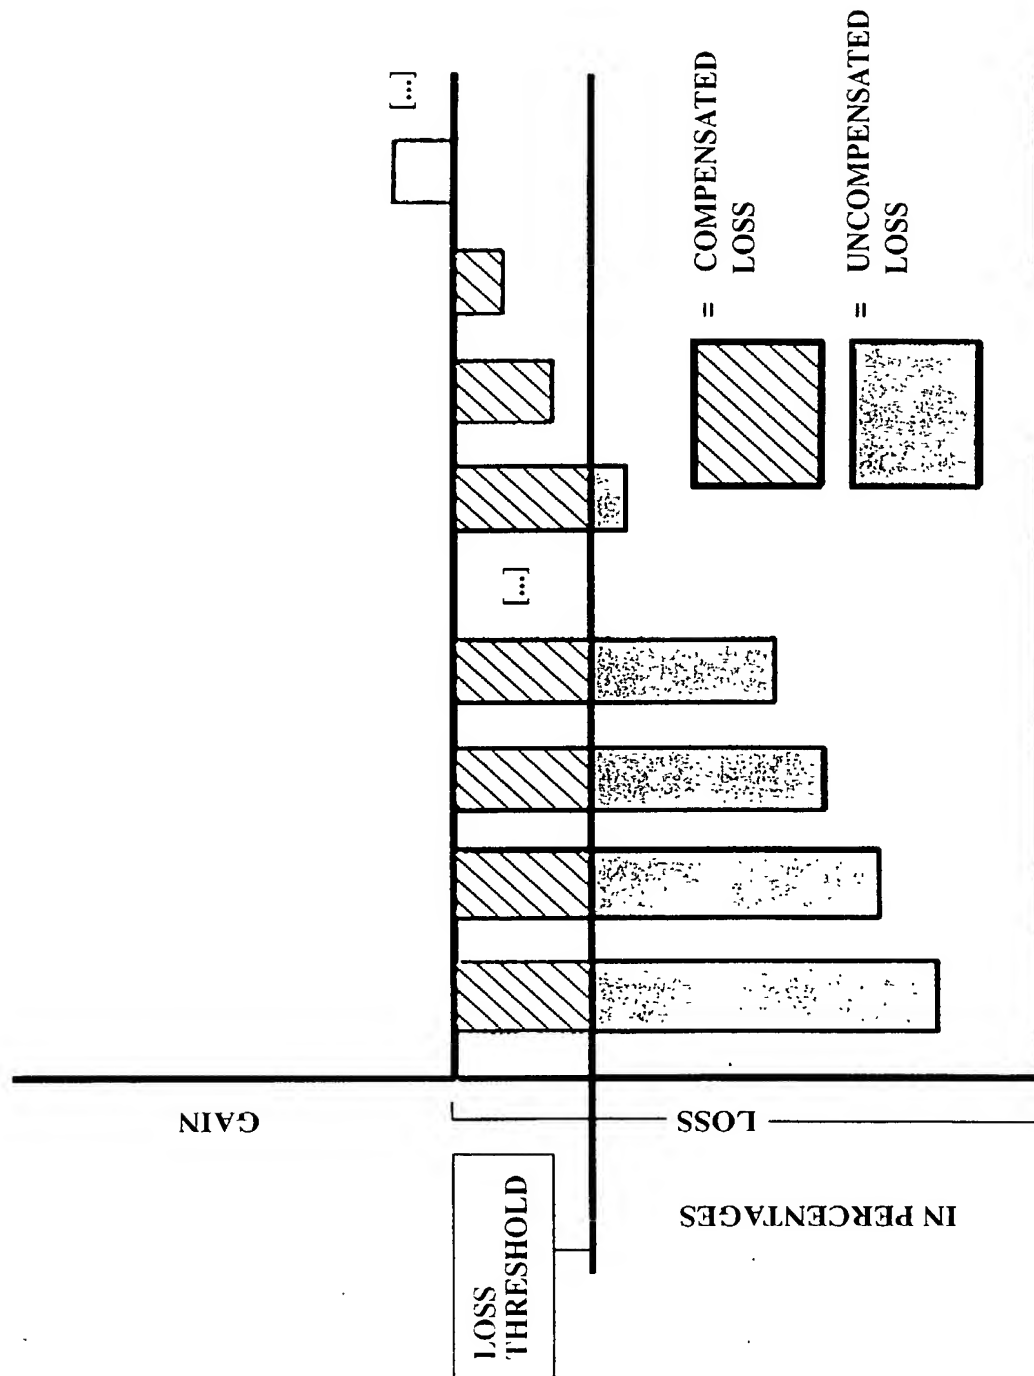 GAIN
LOSS
IN PERCENTAGES
LOSS
THRESHOLD
[...]
[...]
= COMPENSATED
LOSS
= UNCOMPENSATED
LOSS